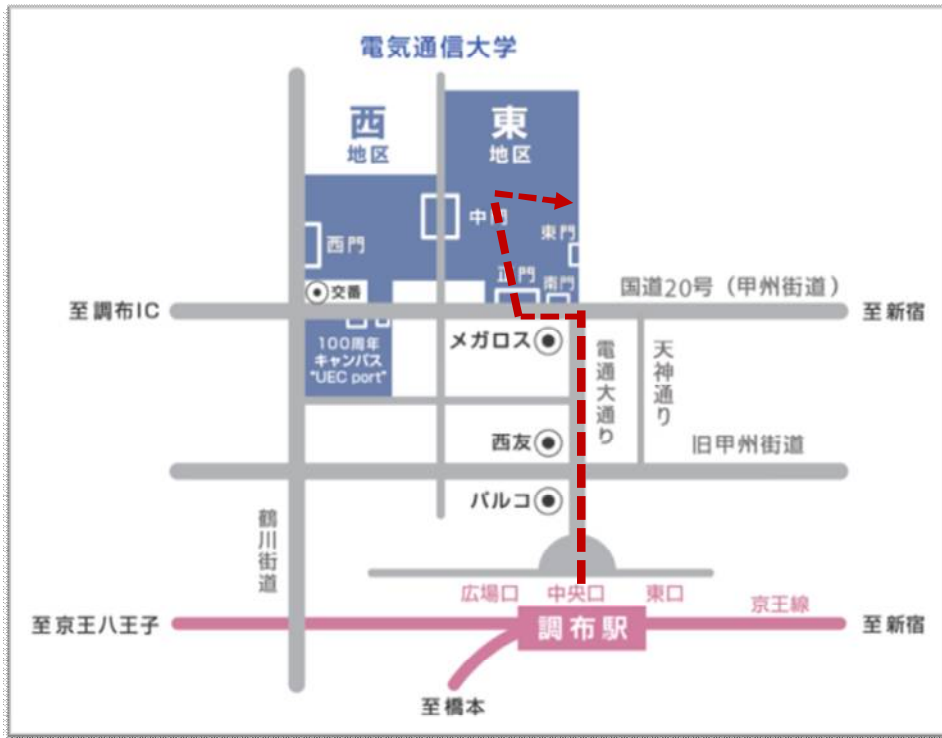 電気通信大学
西
地区
東
地区
中門
西門
東門
正門
南門
交番
国道20号（甲州街道）
至調布IC
至新宿
100周年
キャンパス
"UEC port"
メガロス
電通大通り
天神通り
西友
旧甲州街道
パルコ
鶴川街道
広場口
中央口
東口
京王線
至京王八王子
調布駅
至新宿
至橋本